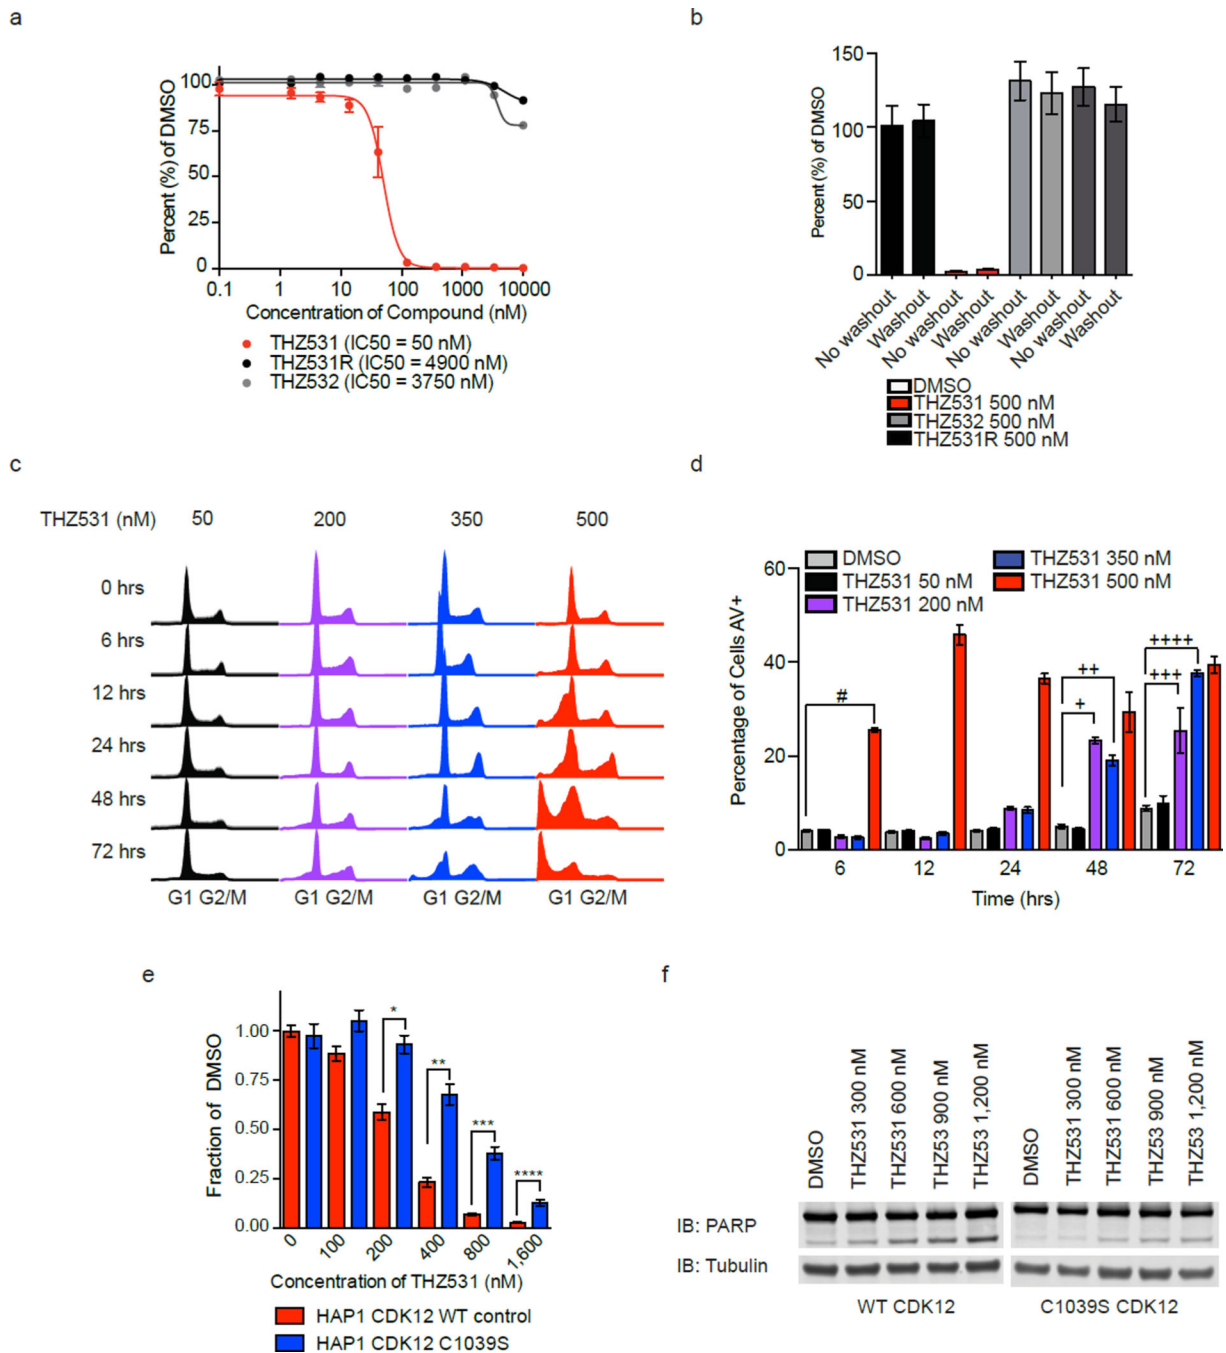 a
100
75
50
25
0
Percent (%) of DMSO
0.1 1 10 100 1000 10000
Concentration of Compound (nM)
THZ531 (IC50 = 50 nM)
THZ531R (IC50 = 4900 nM)
THZ532 (IC50 = 3750 nM)
b
150
100
50
0
Percent (%) of DMSO
No washout Washout No washout Washout No washout Washout No washout Washout
DMSO
THZ531 500 nM
THZ532 500 nM
THZ531R 500 nM
c
THZ531 (nM) 50 200 350 500
0 hrs
6 hrs
12 hrs
24 hrs
48 hrs
72 hrs
G1 G2/M G1 G2/M G1 G2/M G1 G2/M
d
DMSO
THZ531 50 nM
THZ531 200 nM
THZ531 350 nM
THZ531 500 nM
60
40
20
0
Percentage of Cells AV+
#
+
++
+++
++++
6 12 24 48 72
Time (hrs)
e
1.00
0.75
0.50
0.25
0.00
Fraction of DMSO
*
**
***
****
0 100 200 400 800 1,600
Concentration of THZ531 (nM)
HAP1 CDK12 WT control
HAP1 CDK12 C1039S
f
DMSO
THZ531 300 nM
THZ531 600 nM
THZ53 900 nM
THZ53 1,200 nM
DMSO
THZ531 300 nM
THZ531 600 nM
THZ53 900 nM
THZ53 1,200 nM
IB: PARP
IB: Tubulin
WT CDK12
C1039S CDK12